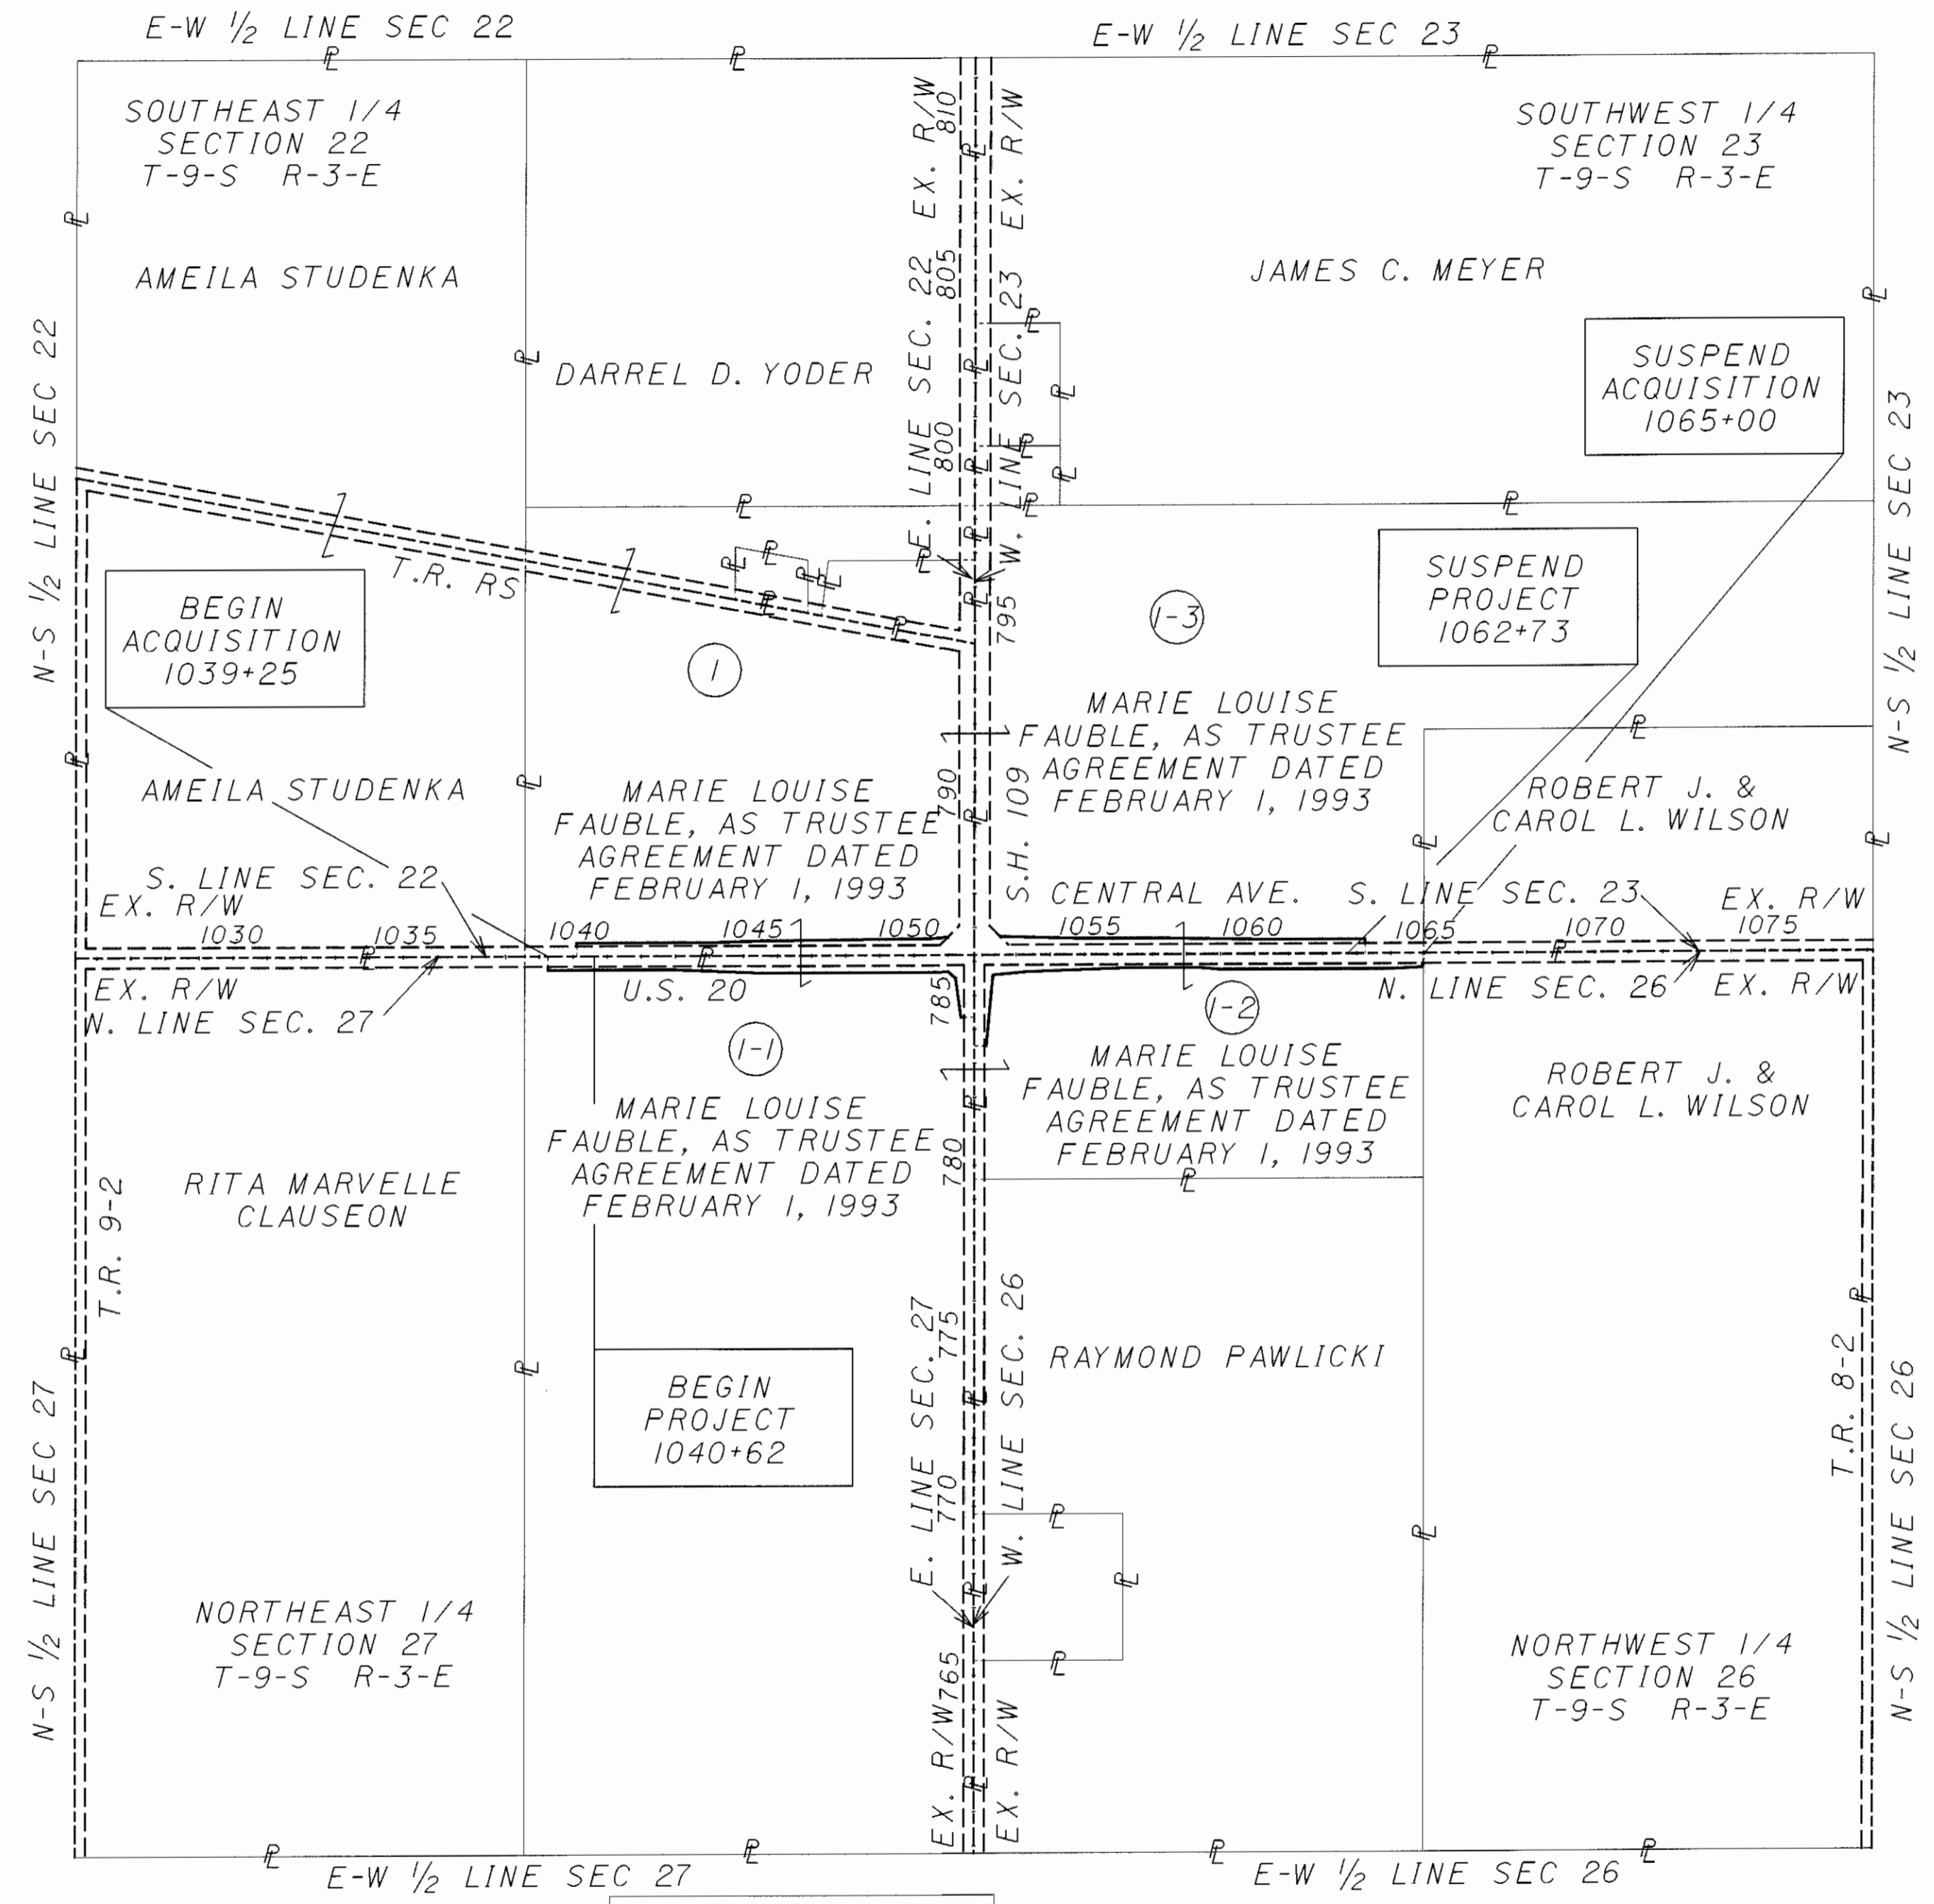 E-W 1/2 LINE SEC 22
E-W 1/2 LINE SEC 23
SOUTHEAST 1/4
SECTION 22
T-9-S R-3-E
SOUTHWEST 1/4
SECTION 23
T-9-S R-3-E
EX. R/W
810
EX. R/W
AMEILA STUDENKA
DARREL D. YODER
JAMES C. MEYER
N-S 1/2 LINE SEC 22
E. LINE SEC. 22
805
800
W. LINE SEC. 23
SUSPEND
ACQUISITION
1065+00
N-S 1/2 LINE SEC 23
T.R. RS
BEGIN
ACQUISITION
1039+25
795
SUSPEND
PROJECT
1062+73
1
1-3
AMEILA STUDENKA
MARIE LOUISE
FAUBLE, AS TRUSTEE
AGREEMENT DATED
FEBRUARY 1, 1993
790
S.H. 109
MARIE LOUISE
FAUBLE, AS TRUSTEE
AGREEMENT DATED
FEBRUARY 1, 1993
ROBERT J. &
CAROL L. WILSON
S. LINE SEC. 22
EX. R/W
CENTRAL AVE.
S. LINE SEC. 23
EX. R/W
1030
1035
1040
1045
1050
1055
1060
1065
1070
1075
EX. R/W
N. LINE SEC. 27
U.S. 20
785
N. LINE SEC. 26
EX. R/W
1-1
1-2
MARIE LOUISE
FAUBLE, AS TRUSTEE
AGREEMENT DATED
FEBRUARY 1, 1993
780
MARIE LOUISE
FAUBLE, AS TRUSTEE
AGREEMENT DATED
FEBRUARY 1, 1993
ROBERT J. &
CAROL L. WILSON
T.R. 9-2
RITA MARVELLE
CLAUSEON
E. LINE SEC. 27
775
770
W. LINE SEC. 26
RAYMOND PAWLICKI
T.R. 8-2
BEGIN
PROJECT
1040+62
N-S 1/2 LINE SEC 27
N-S 1/2 LINE SEC 26
NORTHEAST 1/4
SECTION 27
T-9-S R-3-E
EX. R/W
765
EX. R/W
NORTHWEST 1/4
SECTION 26
T-9-S R-3-E
E-W 1/2 LINE SEC 27
E-W 1/2 LINE SEC 26